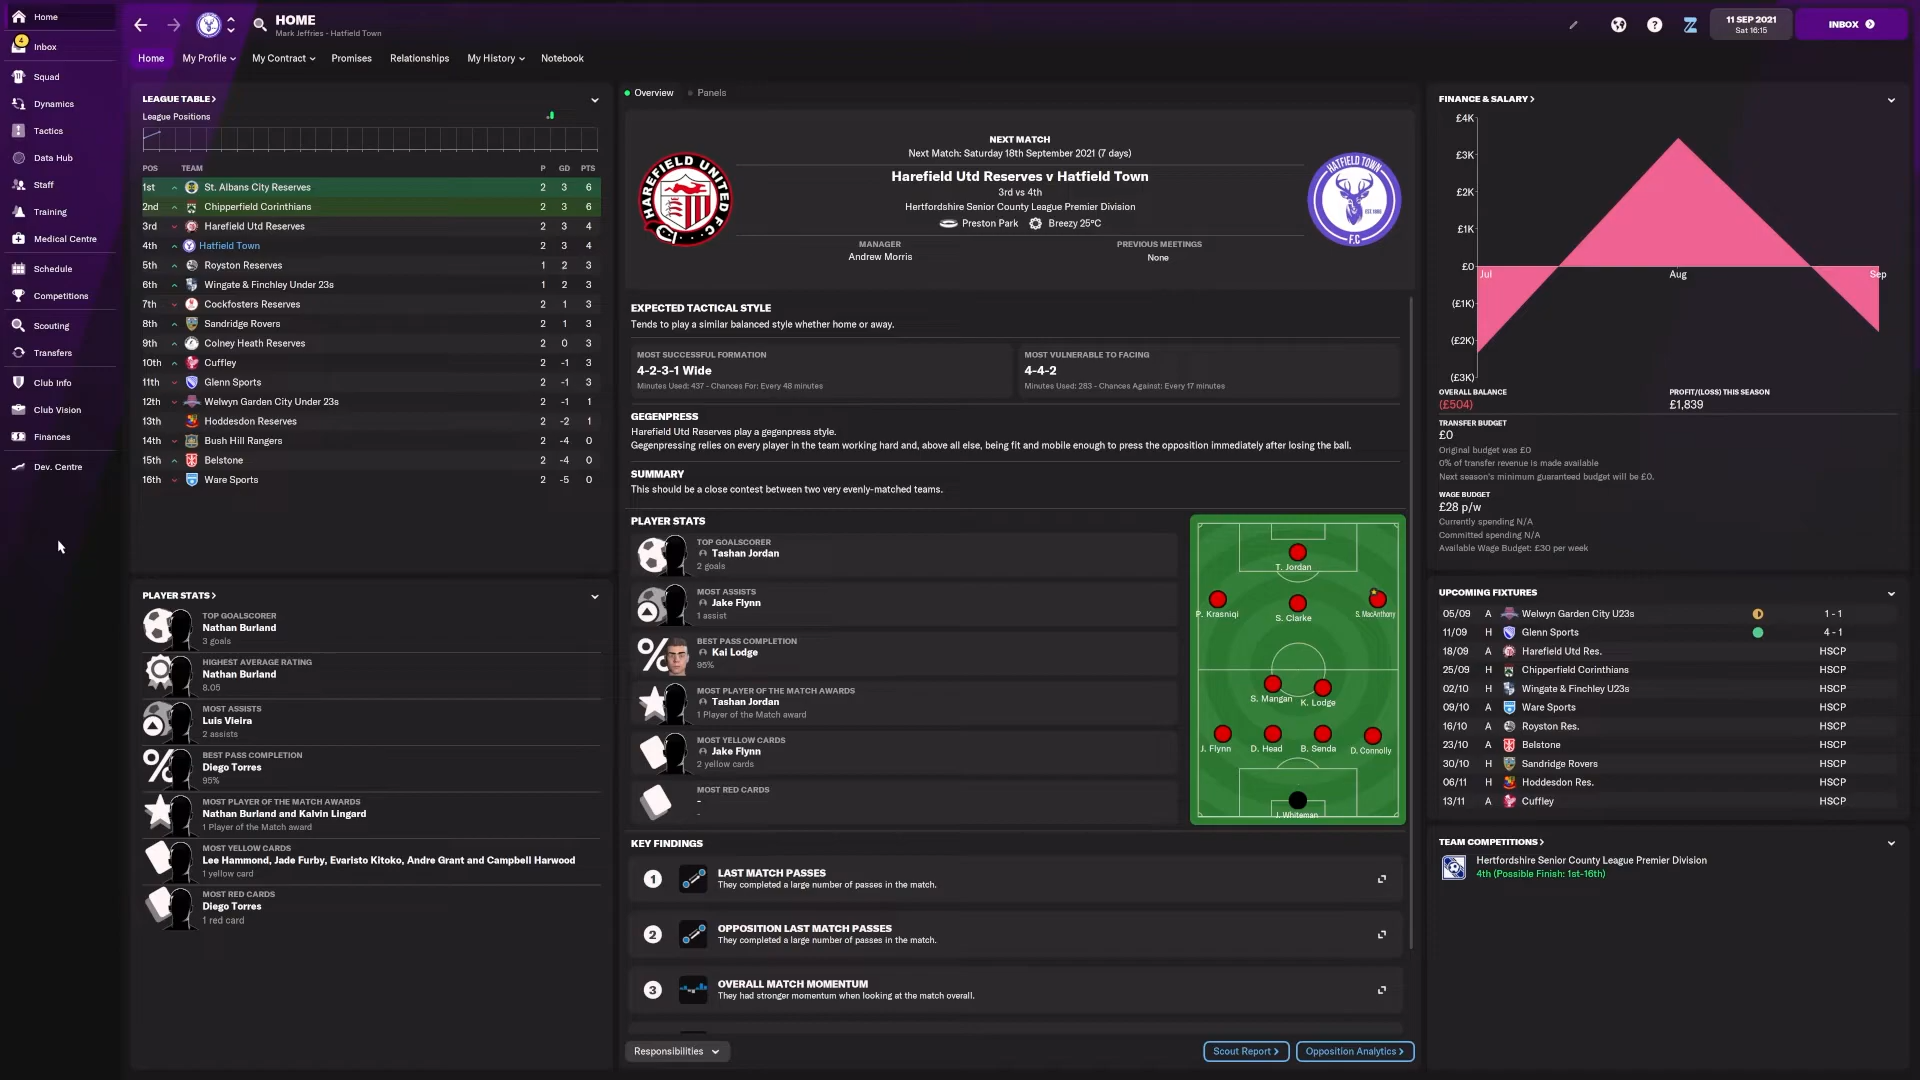 Home
4
Inbox
Squad
Dynamics
Tactics
Data Hub
Staff
Training
Medical Centre
Schedule
Competitions
Scouting
Transfers
Club Info
Club Vision
Finances
Dev. Centre
HOME
Mark Jeffries - Hatfield Town
11 SEP 2021
Sat 16:15
INBOX
Home My Profile My Contract Promises Relationships My History Notebook
LEAGUE TABLE >
League Positions
POS TEAM P GD PTS
1st St. Albans City Reserves 2 3 6
2nd Chipperfield Corinthians 2 3 6
3rd Harefield Utd Reserves 2 3 4
4th Hatfield Town 2 3 4
5th Royston Reserves 1 2 3
6th Wingate & Finchley Under 23s 1 2 3
7th Cockfosters Reserves 2 1 3
8th Sandridge Rovers 2 1 3
9th Colney Heath Reserves 2 0 3
10th Cuffley 2 -1 3
11th Glenn Sports 2 -1 3
12th Welwyn Garden City Under 23s 2 -1 1
13th Hoddesdon Reserves 2 -2 1
14th Bush Hill Rangers 2 -4 0
15th Belstone 2 -4 0
16th Ware Sports 2 -5 0
PLAYER STATS >
TOP GOALSCORER
Nathan Burland
3 goals
HIGHEST AVERAGE RATING
Nathan Burland
8.05
MOST ASSISTS
Luis Vieira
2 assists
BEST PASS COMPLETION
Diego Torres
95%
MOST PLAYER OF THE MATCH AWARDS
Nathan Burland and Kalvin Lingard
1 Player of the Match award
MOST YELLOW CARDS
Lee Hammond, Jade Furby, Evaristo Kitoko, Andre Grant and Campbell Harwood
1 yellow card
MOST RED CARDS
Diego Torres
1 red card
Overview Panels
HAREFIELD UNITED F.C.
NEXT MATCH
Next Match: Saturday 18th September 2021 (7 days)
Harefield Utd Reserves v Hatfield Town
3rd vs 4th
Hertfordshire Senior County League Premier Division
Preston Park Breezy 25°C
MANAGER
Andrew Morris
PREVIOUS MEETINGS
None
HATFIELD TOWN
F.C
EXPECTED TACTICAL STYLE
Tends to play a similar balanced style whether home or away.
MOST SUCCESSFUL FORMATION
4-2-3-1 Wide
Minutes Used: 437 - Chances For: Every 48 minutes
MOST VULNERABLE TO FACING
4-4-2
Minutes Used: 283 - Chances Against: Every 17 minutes
GEGENPRESS
Harefield Utd Reserves play a gegenpress style.
Gegenpressing relies on every player in the team working hard and, above all else, being fit and mobile enough to press the opposition immediately after losing the ball.
SUMMARY
This should be a close contest between two very evenly-matched teams.
PLAYER STATS
TOP GOALSCORER
Tashan Jordan
2 goals
MOST ASSISTS
Jake Flynn
1 assist
BEST PASS COMPLETION
Kai Lodge
95%
MOST PLAYER OF THE MATCH AWARDS
Tashan Jordan
1 Player of the Match award
MOST YELLOW CARDS
Jake Flynn
2 yellow cards
MOST RED CARDS
-
-
T. Jordan
P. Krasniqi S. Clarke S. MacAnthony
S. Mangan K. Lodge
J. Flynn D. Head B. Senda D. Connolly
J. Whiteman
KEY FINDINGS
1 LAST MATCH PASSES
They completed a large number of passes in the match.
2 OPPOSITION LAST MATCH PASSES
They completed a large number of passes in the match.
3 OVERALL MATCH MOMENTUM
They had stronger momentum when looking at the match overall.
Responsibilities
Scout Report >
Opposition Analytics >
FINANCE & SALARY >
£4K
£3K
£2K
£1K
£0
(£1K)
(£2K)
(£3K)
Jul Aug Sep
OVERALL BALANCE
(£504)
PROFIT/(LOSS) THIS SEASON
£1,839
TRANSFER BUDGET
£0
Original budget was £0
0% of transfer revenue is made available
Next season's minimum guaranteed budget will be £0.
WAGE BUDGET
£28 p/w
Currently spending N/A
Committed spending N/A
Available Wage Budget: £30 per week
UPCOMING FIXTURES
05/09 A Welwyn Garden City U23s 1 - 1
11/09 H Glenn Sports 4 - 1
18/09 A Harefield Utd Res. HSCP
25/09 H Chipperfield Corinthians HSCP
02/10 H Wingate & Finchley U23s HSCP
09/10 A Ware Sports HSCP
16/10 A Royston Res. HSCP
23/10 A Belstone HSCP
30/10 H Sandridge Rovers HSCP
06/11 H Hoddesdon Res. HSCP
13/11 A Cuffley HSCP
TEAM COMPETITIONS >
Hertfordshire Senior County League Premier Division
4th (Possible Finish: 1st-16th)